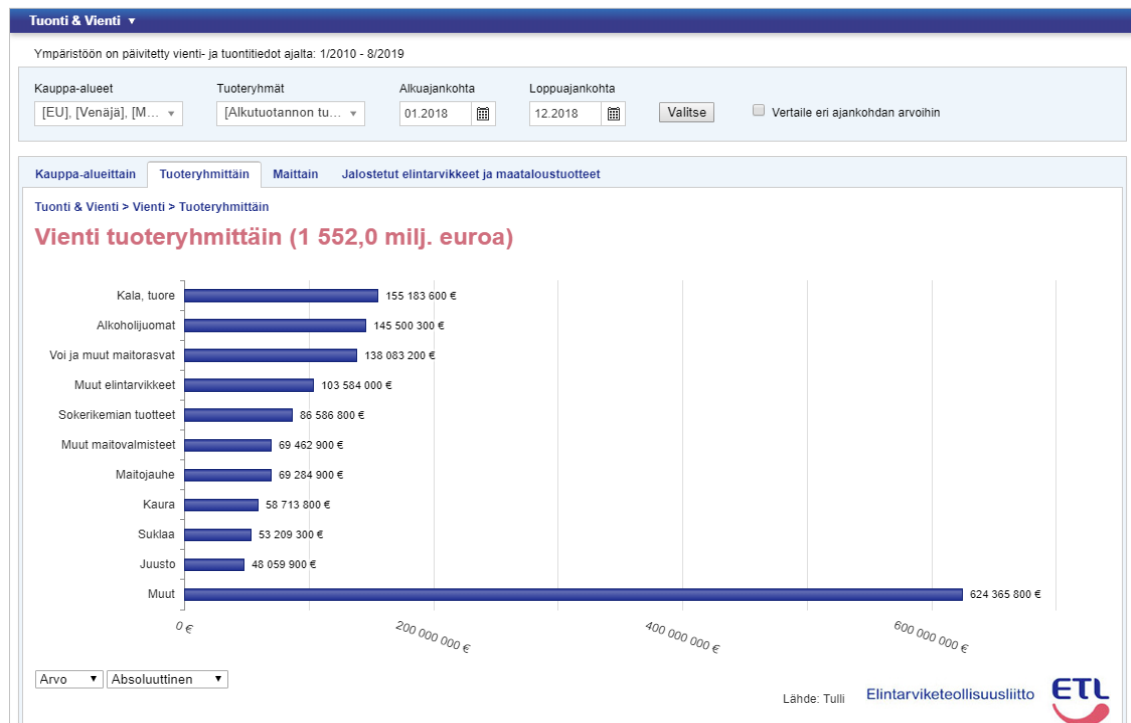 Tuonti & Vienti ▼
Ympäristöön on päivitetty vienti- ja tuontitiedot ajalta: 1/2010 - 8/2019
Kauppa-alueet Tuoteryhmät Alkuajankohta Loppuajankohta
[EU], [Venäjä], [M... [Alkutuotannon tu... 01.2018 12.2018 Valitse Vertaile eri ajankohdan arvoihin
Kauppa-alueittain Tuoteryhmittäin Maittain Jalostetut elintarvikkeet ja maataloustuotteet
Tuonti & Vienti > Vienti > Tuoteryhmittäin
Vienti tuoteryhmittäin (1 552,0 milj. euroa)
Kala, tuore 155 183 600 €
Alkoholijuomat 145 500 300 €
Voi ja muut maitorasvat 138 083 200 €
Muut elintarvikkeet 103 584 000 €
Sokerikemian tuotteet 86 586 800 €
Muut maitovalmisteet 69 462 900 €
Maitojauhe 69 284 900 €
Kaura 58 713 800 €
Suklaa 53 209 300 €
Juusto 48 059 900 €
Muut 624 365 800 €
0 € 200 000 000 € 400 000 000 € 600 000 000 €
Arvo ▼ Absoluuttinen ▼
Lähde: Tulli Elintarviketeollisuusliitto ETL